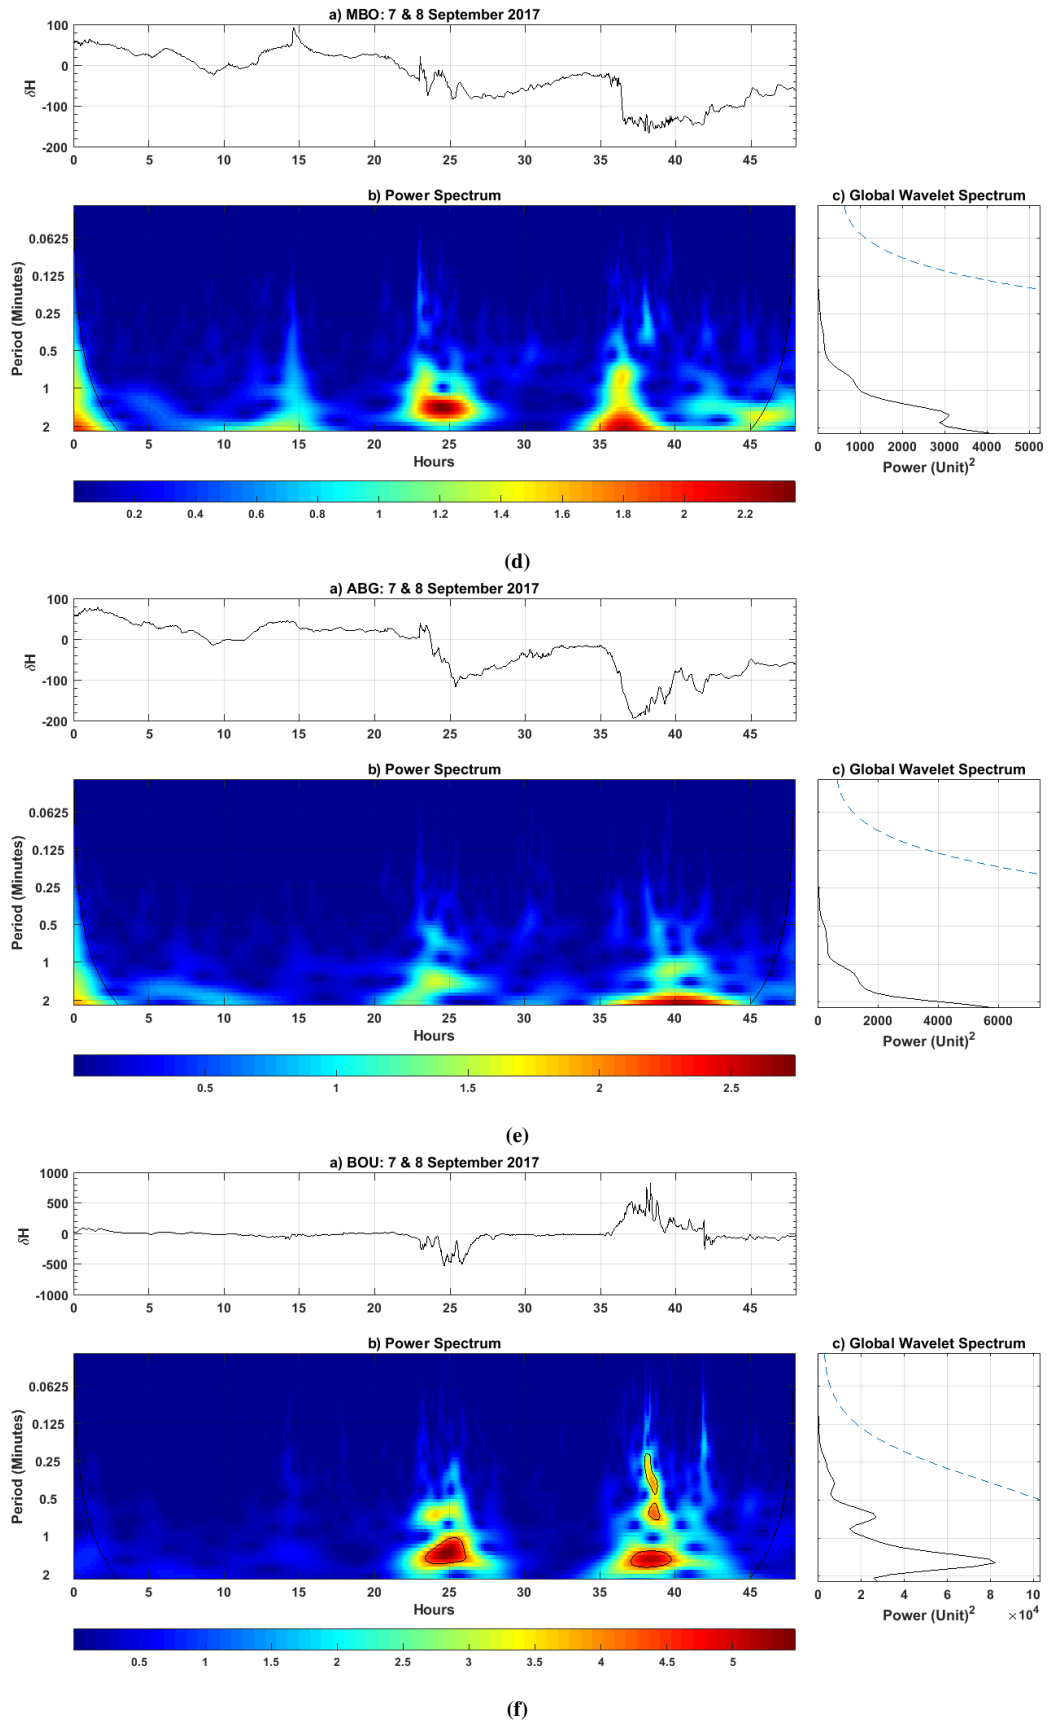 a) MBO: 7 & 8 September 2017
δH
100
0
-100
-200
0 5 10 15 20 25 30 35 40 45
b) Power Spectrum
c) Global Wavelet Spectrum
Period (Minutes)
0.0625
0.125
0.25
0.5
1
2
0 5 10 15 20 25 30 35 40 45
Hours
0 1000 2000 3000 4000 5000
Power (Unit)²
0.2 0.4 0.6 0.8 1 1.2 1.4 1.6 1.8 2 2.2
(d)
a) ABG: 7 & 8 September 2017
δH
100
0
-100
-200
0 5 10 15 20 25 30 35 40 45
b) Power Spectrum
c) Global Wavelet Spectrum
Period (Minutes)
0.0625
0.125
0.25
0.5
1
2
0 5 10 15 20 25 30 35 40 45
Hours
0 2000 4000 6000
Power (Unit)²
0.5 1 1.5 2 2.5
(e)
a) BOU: 7 & 8 September 2017
δH
1000
500
0
-500
-1000
0 5 10 15 20 25 30 35 40 45
b) Power Spectrum
c) Global Wavelet Spectrum
Period (Minutes)
0.0625
0.125
0.25
0.5
1
2
0 5 10 15 20 25 30 35 40 45
Hours
0 2 4 6 8 10
Power (Unit)²
×10⁴
0.5 1 1.5 2 2.5 3 3.5 4 4.5 5
(f)